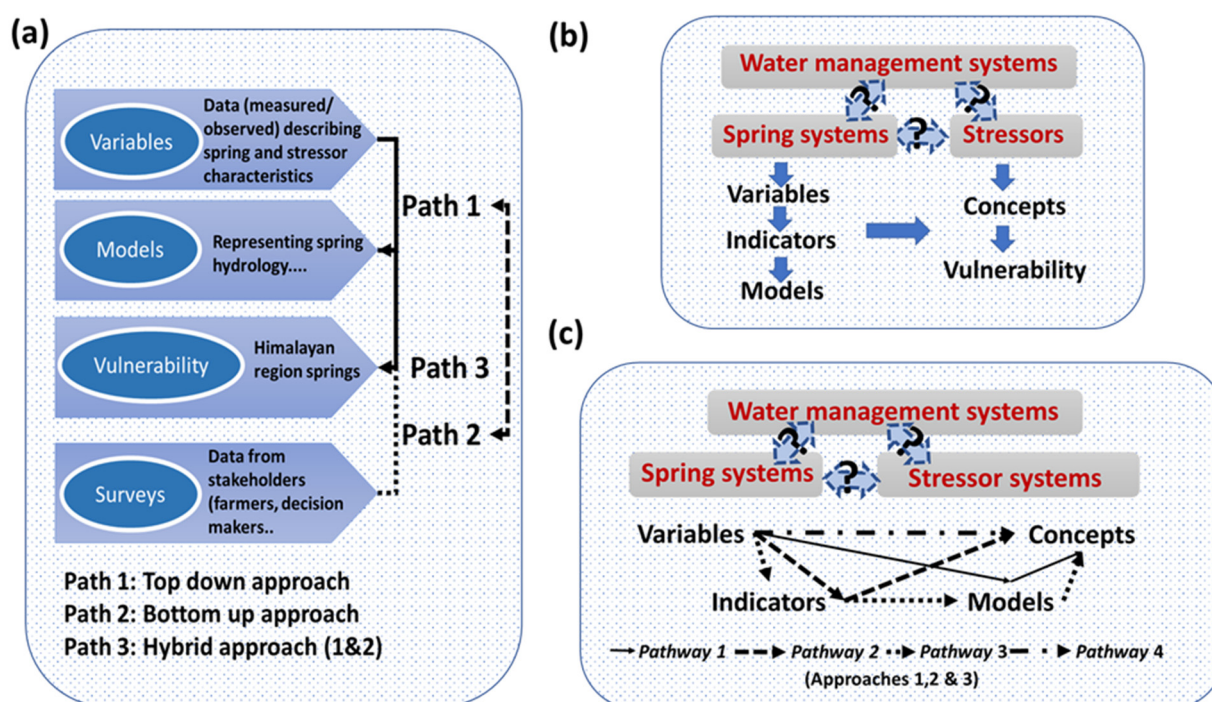 (a)
Variables
Data (measured/
observed) describing
spring and stressor
characteristics
Path 1
Models
Representing spring
hydrology....
Vulnerability
Himalayan
region springs
Path 3
Path 2
Surveys
Data from
stakeholders
(farmers, decision
makers..
Path 1: Top down approach
Path 2: Bottom up approach
Path 3: Hybrid approach (1&2)
(b)
Water management systems
? ?
Spring systems ? Stressors
Variables
Concepts
Indicators
Vulnerability
Models
(c)
Water management systems
? ?
Spring systems ? Stressor systems
Variables Concepts
Indicators Models
Pathway 1 Pathway 2 Pathway 3 Pathway 4
(Approaches 1,2 & 3)